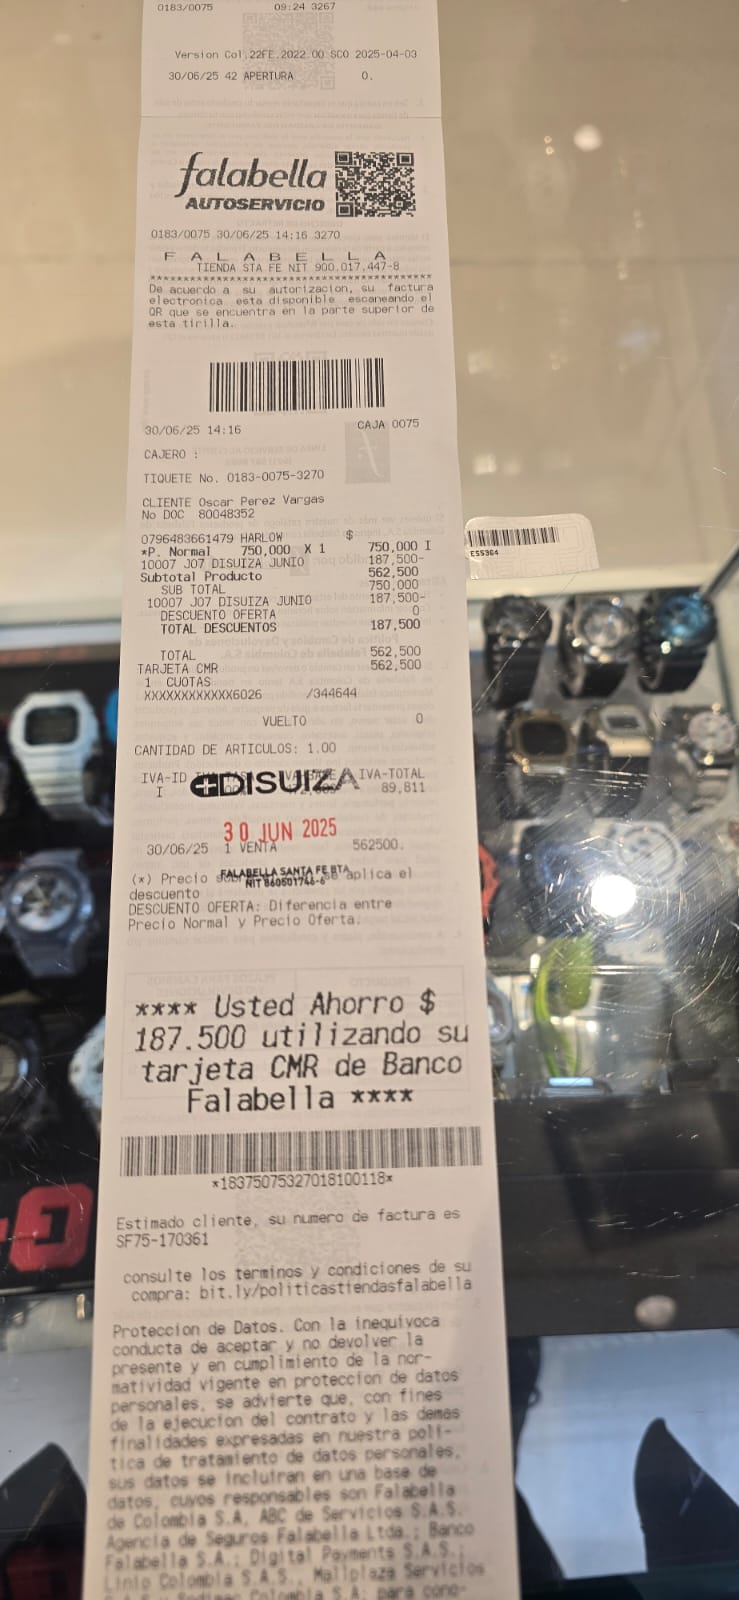 0183/0075 09:24 3267
Version Col.22FE.2022.00 SCO 2025-04-03
30/06/25 42 APERTURA 0.
falabella
AUTOSERVICIO
0183/0075 30/06/25 14:16 3270
F A L A B E L L A
TIENDA STA FE NIT 900.017.447-8
De acuerdo a su autorizacion, su factura
electronica esta disponible escaneando el
QR que se encuentra en la parte superior de
esta tirilla.
30/06/25 14:16 CAJA 0075
CAJERO :
TIQUETE No. 0183-0075-3270
CLIENTE Oscar Perez Vargas
No DOC 80048352
0796483661479 HARLOW $
*P. Normal 750,000 X 1 750,000 I
10007 J07 DISUIZA JUNIO 187,500-
Subtotal Producto 562,500
SUB TOTAL 750,000
10007 J07 DISUIZA JUNIO 187,500-
DESCUENTO OFERTA 0
TOTAL DESCUENTOS 187,500
TOTAL 562,500
TARJETA CMR 562,500
1 CUOTAS
XXXXXXXXXXXX6026 /344644
VUELTO 0
CANTIDAD DE ARTICULOS: 1.00
IVA-ID IVA-TOTAL
DISUIZA
I 89,811
30 JUN 2025
30/06/25 1 VENTA 562500.
FALABELLA SANTA FE BTA
NIT 860501746-6
(*) Precio se aplica el
descuento
DESCUENTO OFERTA: Diferencia entre
Precio Normal y Precio Oferta.
**** Usted Ahorro $
187.500 utilizando su
tarjeta CMR de Banco
Falabella ****
*18375075327018100118*
Estimado cliente, su numero de factura es
SF75-170361
consulte los terminos y condiciones de su
compra: bit.ly/politicastiendasfalabella
Proteccion de Datos. Con la inequivoca
conducta de aceptar y no devolver la
presente y en cumplimiento de la nor-
matividad vigente en proteccion de datos
personales, se advierte que, con fines
de la ejecucion del contrato y las demas
finalidades expresadas en nuestra poli-
tica de tratamiento de datos personales,
sus datos se incluiran en una base de
datos, cuyos responsables son Falabella
de Colombia S.A, ABC de Servicios S.A.S.
Agencia de Seguros Falabella Ltda.; Banco
Falabella S.A.; Digital Payments S.A.S.;
Linio Colombia S.A.S., Mallplaza Servicios
S.A.S y Sodimac Colombia S.A; para cono-
E55364
G-